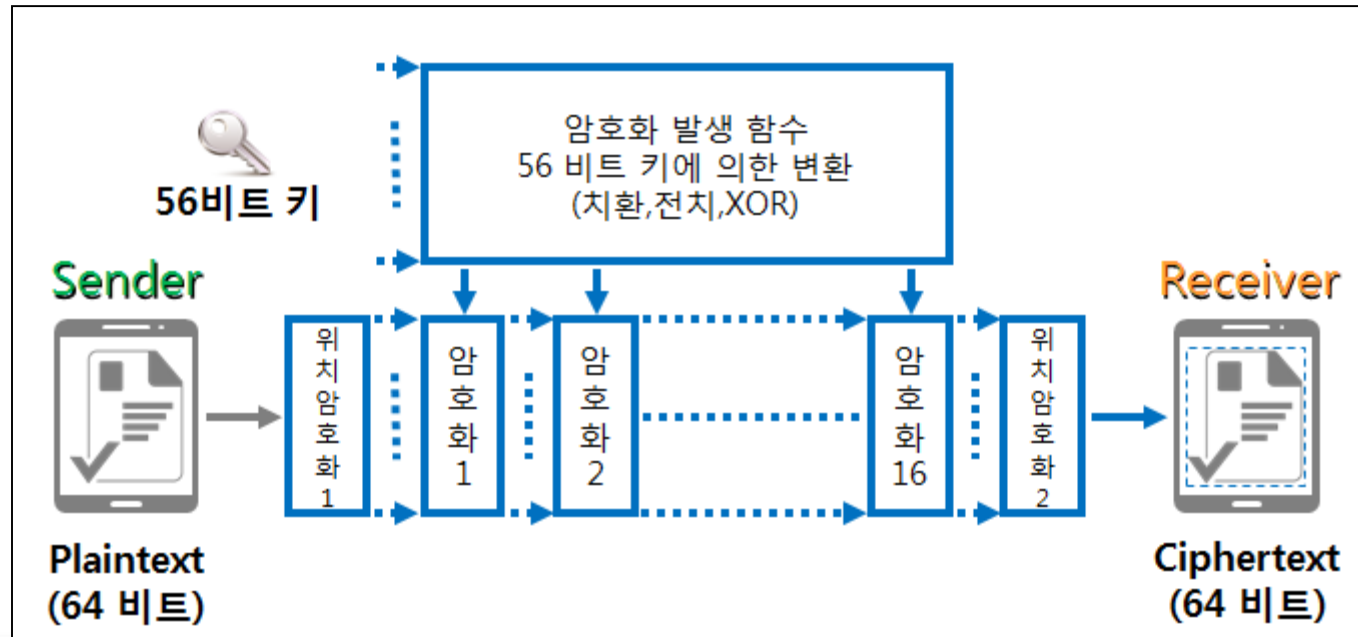 암호화 발생 함수
56 비트 키에 의한 변환
(치환,전치,XOR)
56비트 키
Sender
Receiver
위치암호화1
암호화1
암호화2
암호화16
위치암호화2
Plaintext
(64 비트)
Ciphertext
(64 비트)